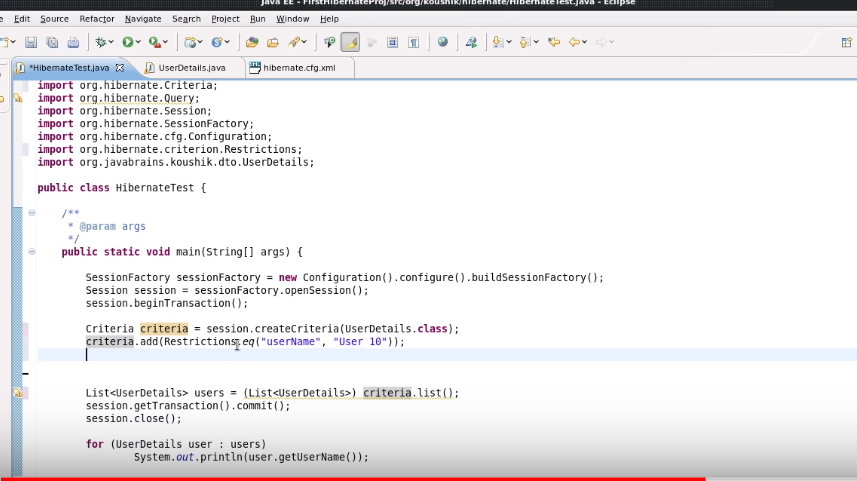 Java EE - FirstHibernateProj/src/org/koushik/hibernate/HibernateTest.java - Eclipse
Edit Source Refactor Navigate Search Project Run Window Help
*HibernateTest.java UserDetails.java hibernate.cfg.xml
import org.hibernate.Criteria;
import org.hibernate.Query;
import org.hibernate.Session;
import org.hibernate.SessionFactory;
import org.hibernate.cfg.Configuration;
import org.hibernate.criterion.Restrictions;
import org.javabrains.koushik.dto.UserDetails;
public class HibernateTest {
/**
* @param args
*/
public static void main(String[] args) {
SessionFactory sessionFactory = new Configuration().configure().buildSessionFactory();
Session session = sessionFactory.openSession();
session.beginTransaction();
Criteria criteria = session.createCriteria(UserDetails.class);
criteria.add(Restrictions.eq("userName", "User 10"));
List<UserDetails> users = (List<UserDetails>) criteria.list();
session.getTransaction().commit();
session.close();
for (UserDetails user : users)
System.out.println(user.getUserName());